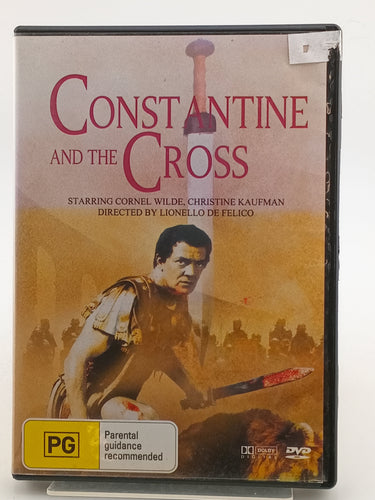 CONSTANTINE
AND THE CROSS
STARRING CORNEL WILDE, CHRISTINE KAUFMAN
DIRECTED BY LIONELLO DE FELICO
PG
Parental
guidance
recommended
DOLBY
DIGITAL
DVD